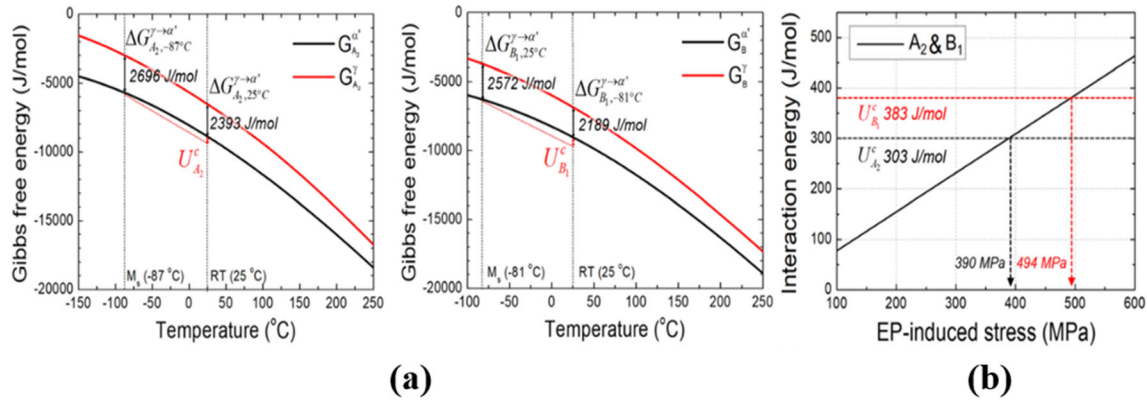 Gibbs free energy (J/mol)
0
-5000
-10000
-15000
-20000
ΔG^{γ→α'}_{A₂,-87°C}
2696 J/mol
ΔG^{γ→α'}_{A₂,25°C}
2393 J/mol
U^c_{A₂}
G^{α'}_{A₂}
G^{γ}_{A₂}
M_s (-87 °C)
RT (25 °C)
-150 -100 -50 0 50 100 150 200 250
Temperature (°C)
Gibbs free energy (J/mol)
0
-5000
-10000
-15000
-20000
ΔG^{γ→α'}_{B₁,25°C}
2572 J/mol
ΔG^{γ→α'}_{B₁,-81°C}
2189 J/mol
U^c_{B₁}
G^{α'}_{B}
G^{γ}_{B}
M_s (-81 °C)
RT (25 °C)
-100 -50 0 50 100 150 200 250
Temperature (°C)
(a)
Interaction energy (J/mol)
500
400
300
200
100
0
A₂&B₁
U^c_{B₁} 383 J/mol
U^c_{A₂} 303 J/mol
390 MPa
494 MPa
100 200 300 400 500 600
EP-induced stress (MPa)
(b)